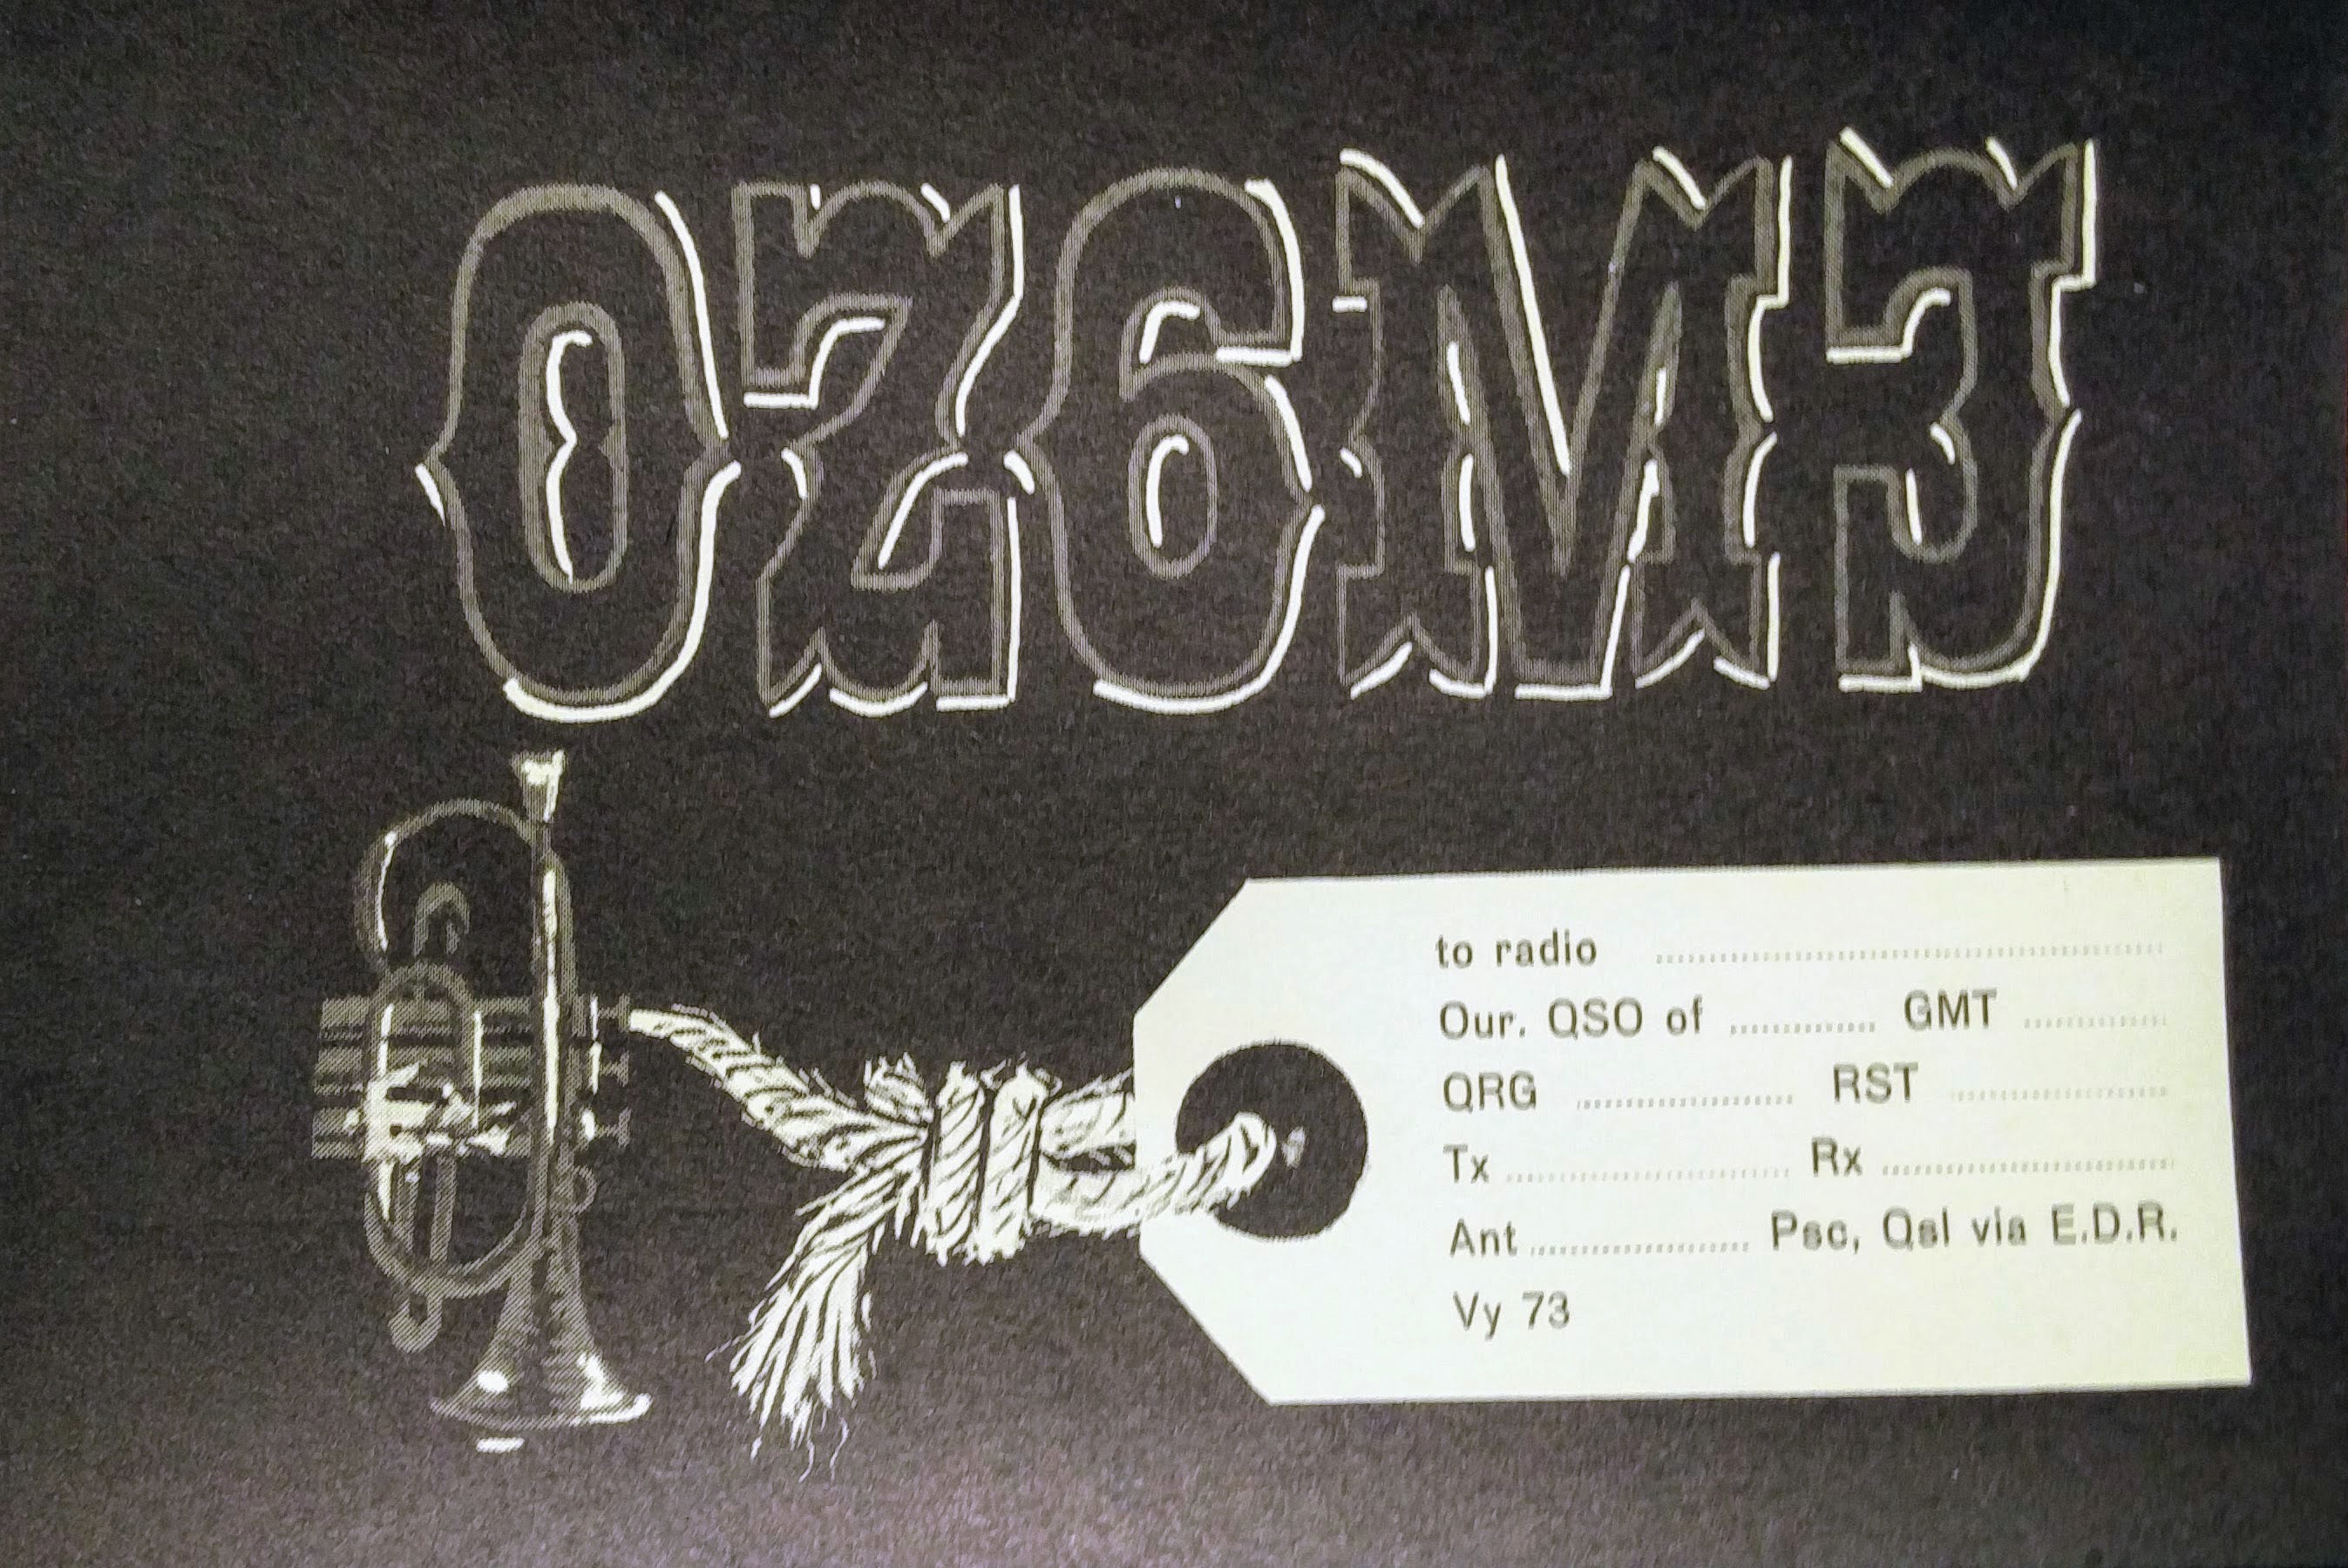 OZ6MJ
to radio ........................
Our. QSO of ............ GMT ............
QRG ............ RST ............
Tx ............ Rx ............
Ant ............ Psc, Qsl via E.D.R.
Vy 73